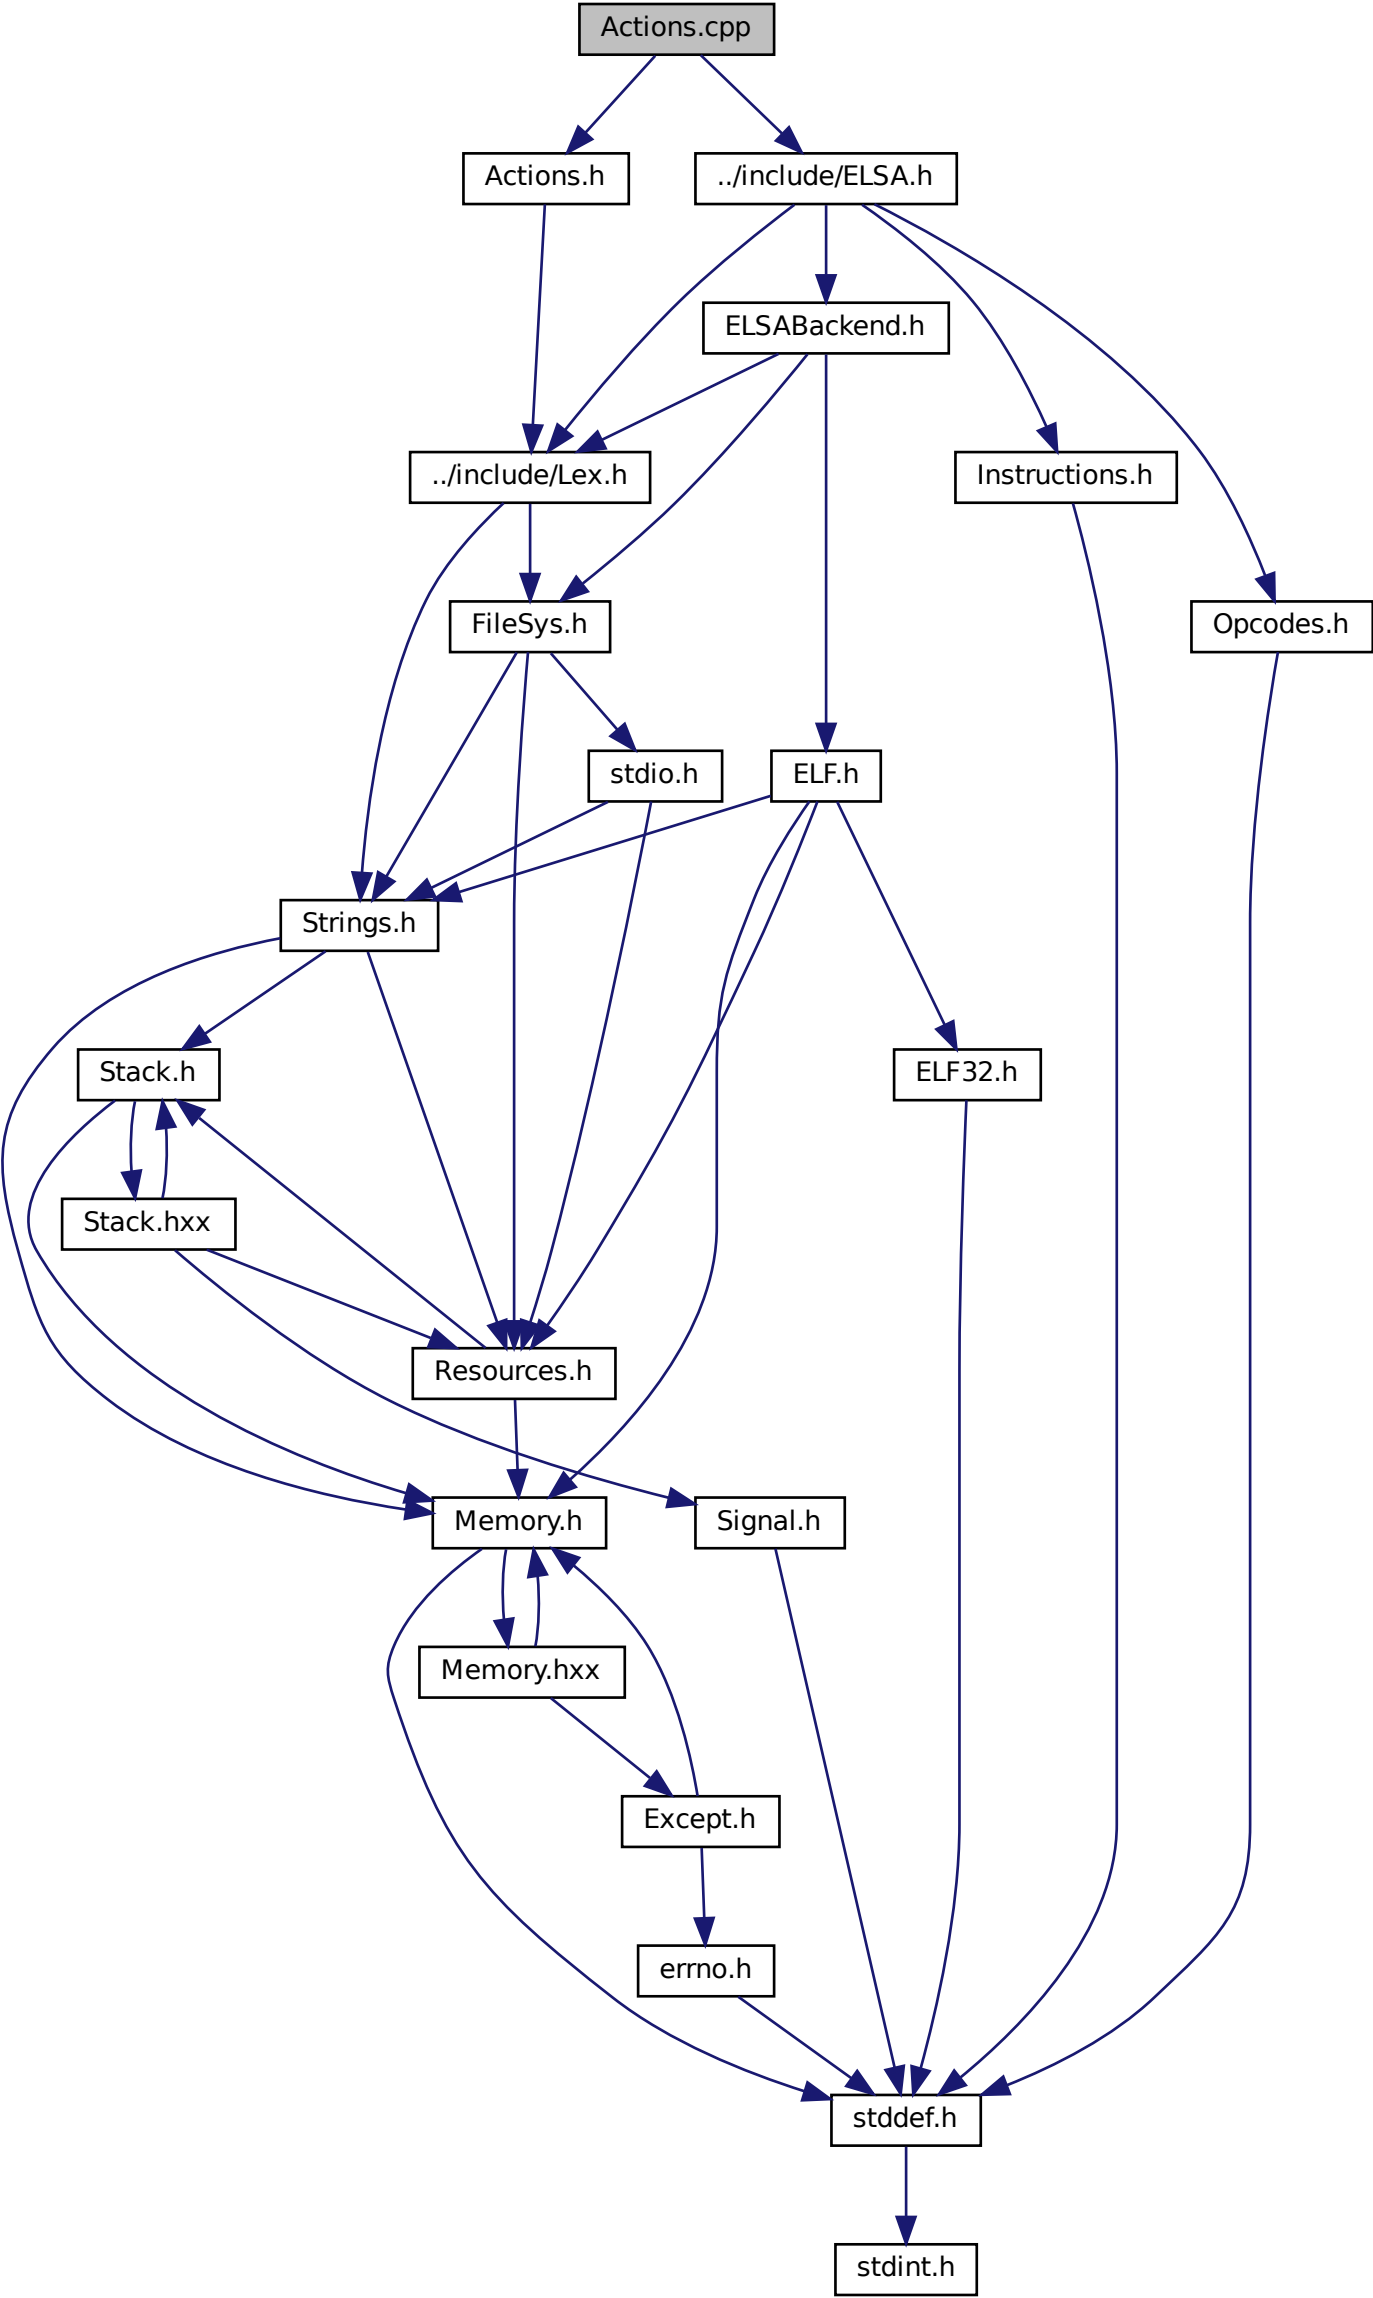 Actions.cpp
Actions.h
../include/ELSA.h
ELSABackend.h
../include/Lex.h
Instructions.h
FileSys.h
Opcodes.h
stdio.h
ELF.h
Strings.h
Stack.h
ELF32.h
Stack.hxx
Resources.h
Memory.h
Signal.h
Memory.hxx
Except.h
errno.h
stddef.h
stdint.h